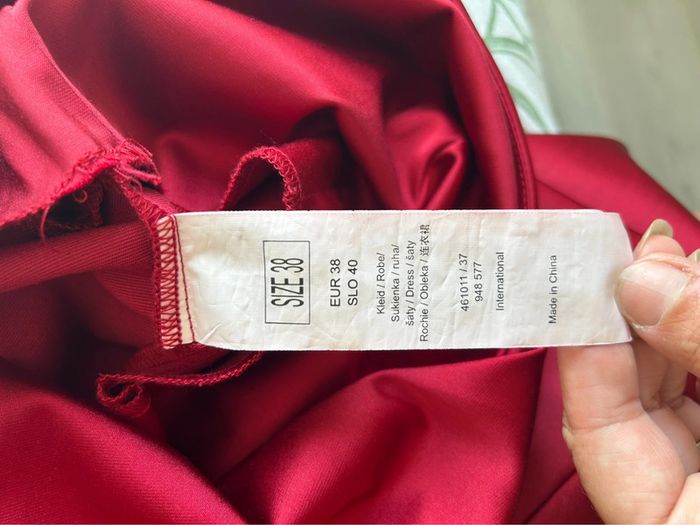 SIZE 38
EUR 38
SLO 40
Kleid / Robe/
Sukienka / ruha/
šaty / Dress / šaty
Rochie / Obleka / 连衣裙
461011 / 37
948 577
International
Made in China